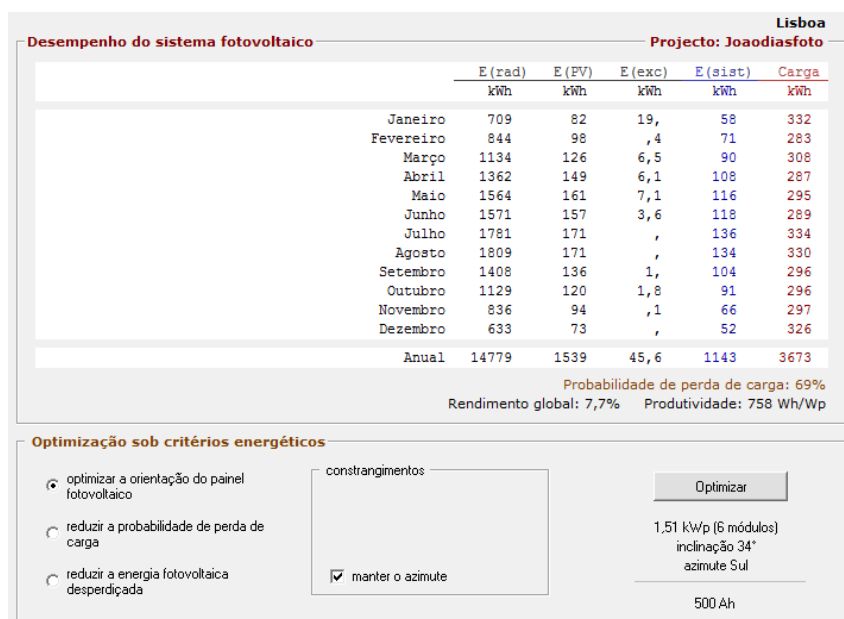 Lisboa
Desempenho do sistema fotovoltaico Projecto: Joaodiasfoto
E(rad) E(PV) E(exc) E(sist) Carga
kWh kWh kWh kWh kWh
Janeiro 709 82 19, 58 332
Fevereiro 844 98 ,4 71 283
Março 1134 126 6,5 90 308
Abril 1362 149 6,1 108 287
Maio 1564 161 7,1 116 295
Junho 1571 157 3,6 118 289
Julho 1781 171 , 136 334
Agosto 1809 171 , 134 330
Setembro 1408 136 1, 104 296
Outubro 1129 120 1,8 91 296
Novembro 836 94 ,1 66 297
Dezembro 633 73 , 52 326
Anual 14779 1539 45,6 1143 3673
Probabilidade de perda de carga: 69%
Rendimento global: 7,7% Produtividade: 758 Wh/Wp
Optimização sob critérios energéticos
optimizar a orientação do painel
fotovoltaico
reduzir a probabilidade de perda de
carga
reduzir a energia fotovoltaica
desperdiçada
constrangimentos
manter o azimute
Optimizar
1,51 kWp (6 módulos)
inclinação 34°
azimute Sul
500 Ah